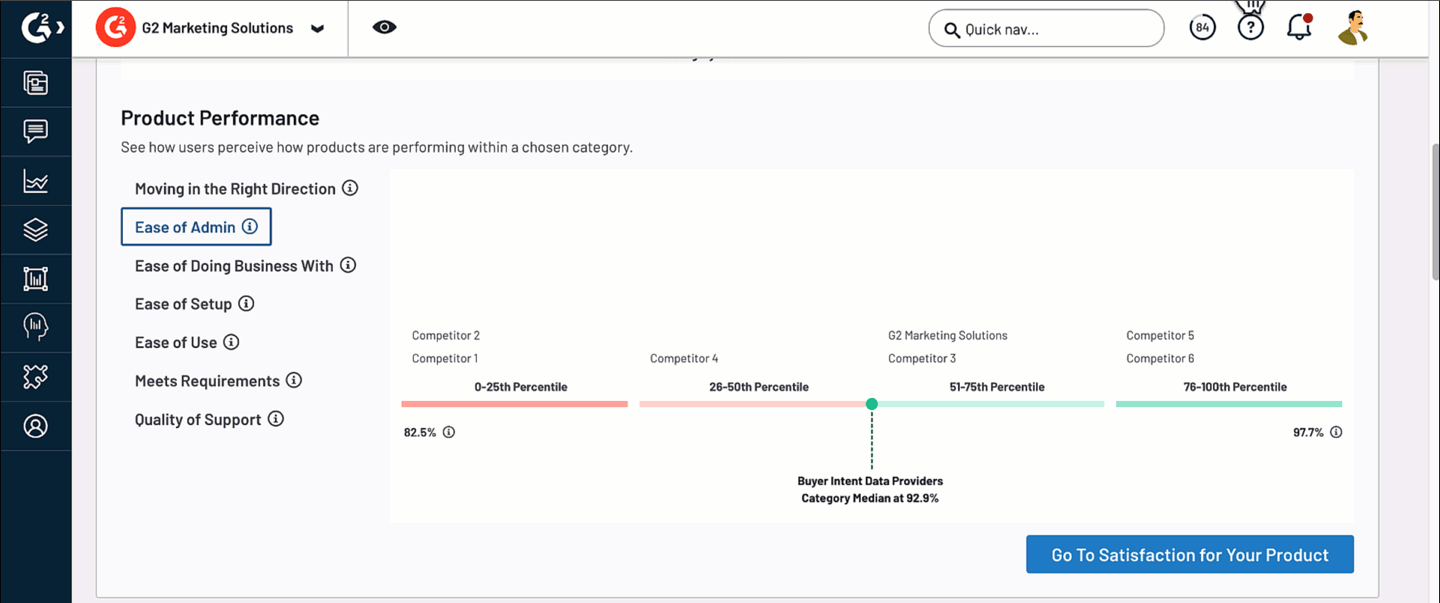 G2 Marketing Solutions
Quick nav...
84
?
Product Performance
See how users perceive how products are performing within a chosen category.
Moving in the Right Direction
Ease of Admin
Ease of Doing Business With
Ease of Setup
Ease of Use
Meets Requirements
Quality of Support
Competitor 2
G2 Marketing Solutions
Competitor 5
Competitor 1
Competitor 4
Competitor 3
Competitor 6
0-25th Percentile
26-50th Percentile
51-75th Percentile
76-100th Percentile
82.5%
97.7%
Buyer Intent Data Providers
Category Median at 92.9%
Go To Satisfaction for Your Product